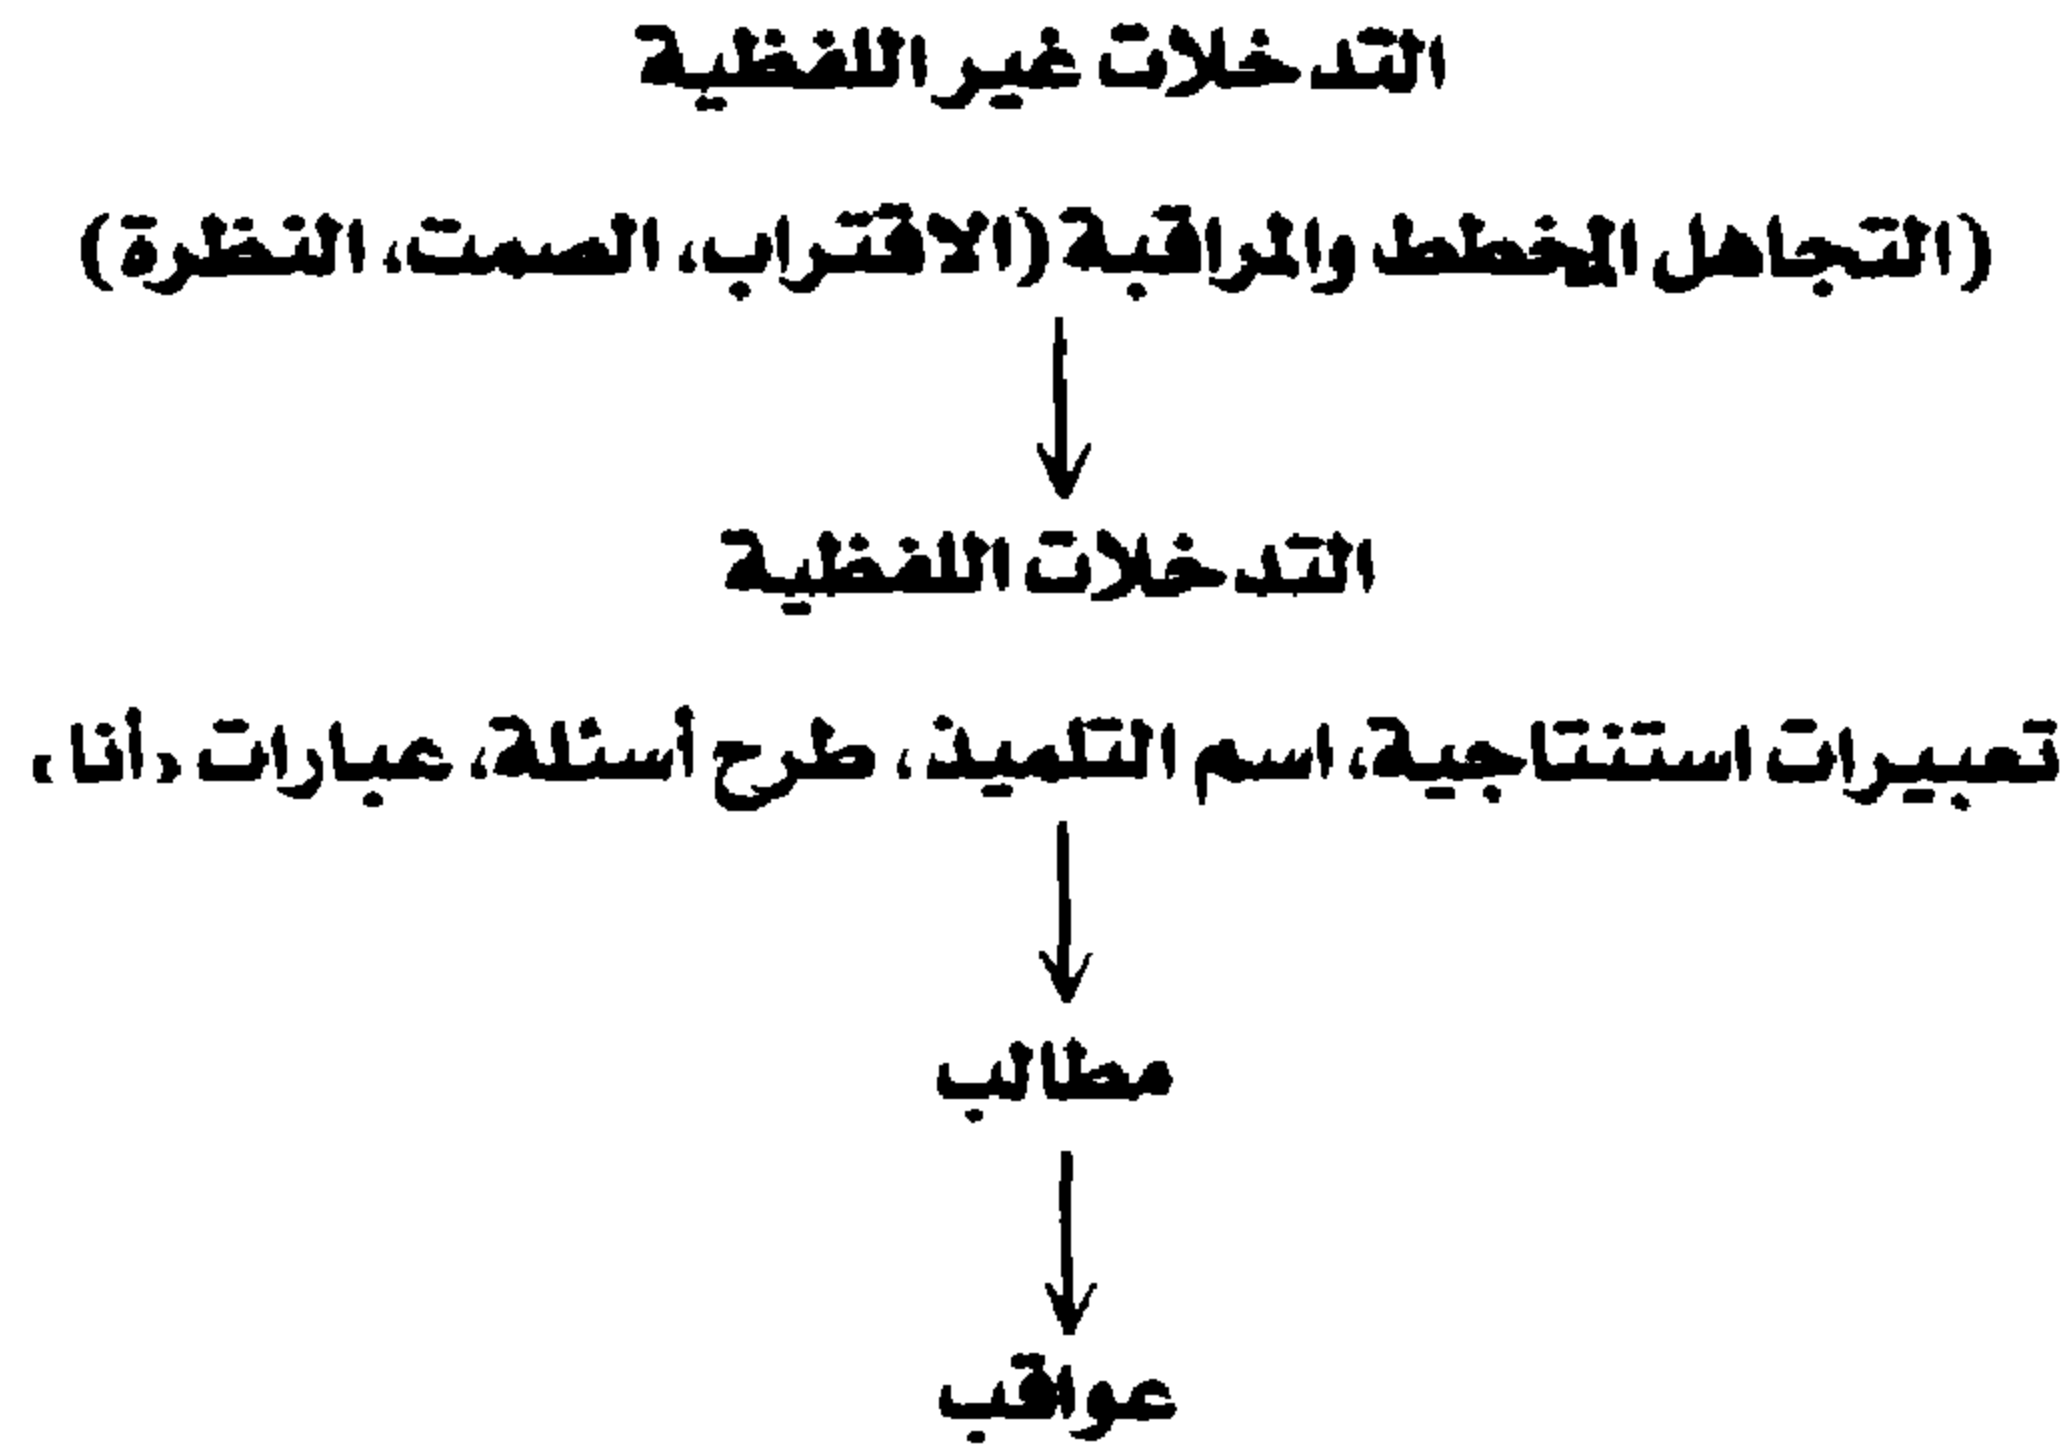 التدخلات غير اللفظية
(التجاهل المخطط والمراقبة (الاقتراب، الصمت، النظرة)
التدخلات اللفظية
تعبيرات استنتاجية، اسم التلميذ، طرح أسئلة، عبارات «أنا»
مطالب
عواقب